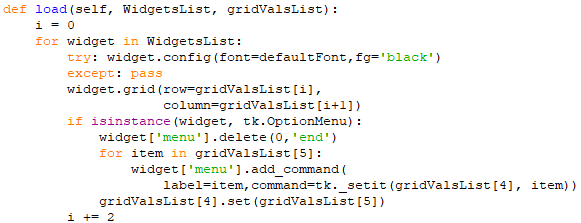 def load(self, WidgetsList, gridValsList):
    i = 0
    for widget in WidgetsList:
        try: widget.config(font=defaultFont,fg='black')
        except: pass
        widget.grid(row=gridValsList[i],
                    column=gridValsList[i+1])
        if isinstance(widget, tk.OptionMenu):
            widget['menu'].delete(0,'end')
            for item in gridValsList[5]:
                widget['menu'].add_command(
                    label=item,command=tk._setit(gridValsList[4], item))
            gridValsList[4].set(gridValsList[5])
        i += 2